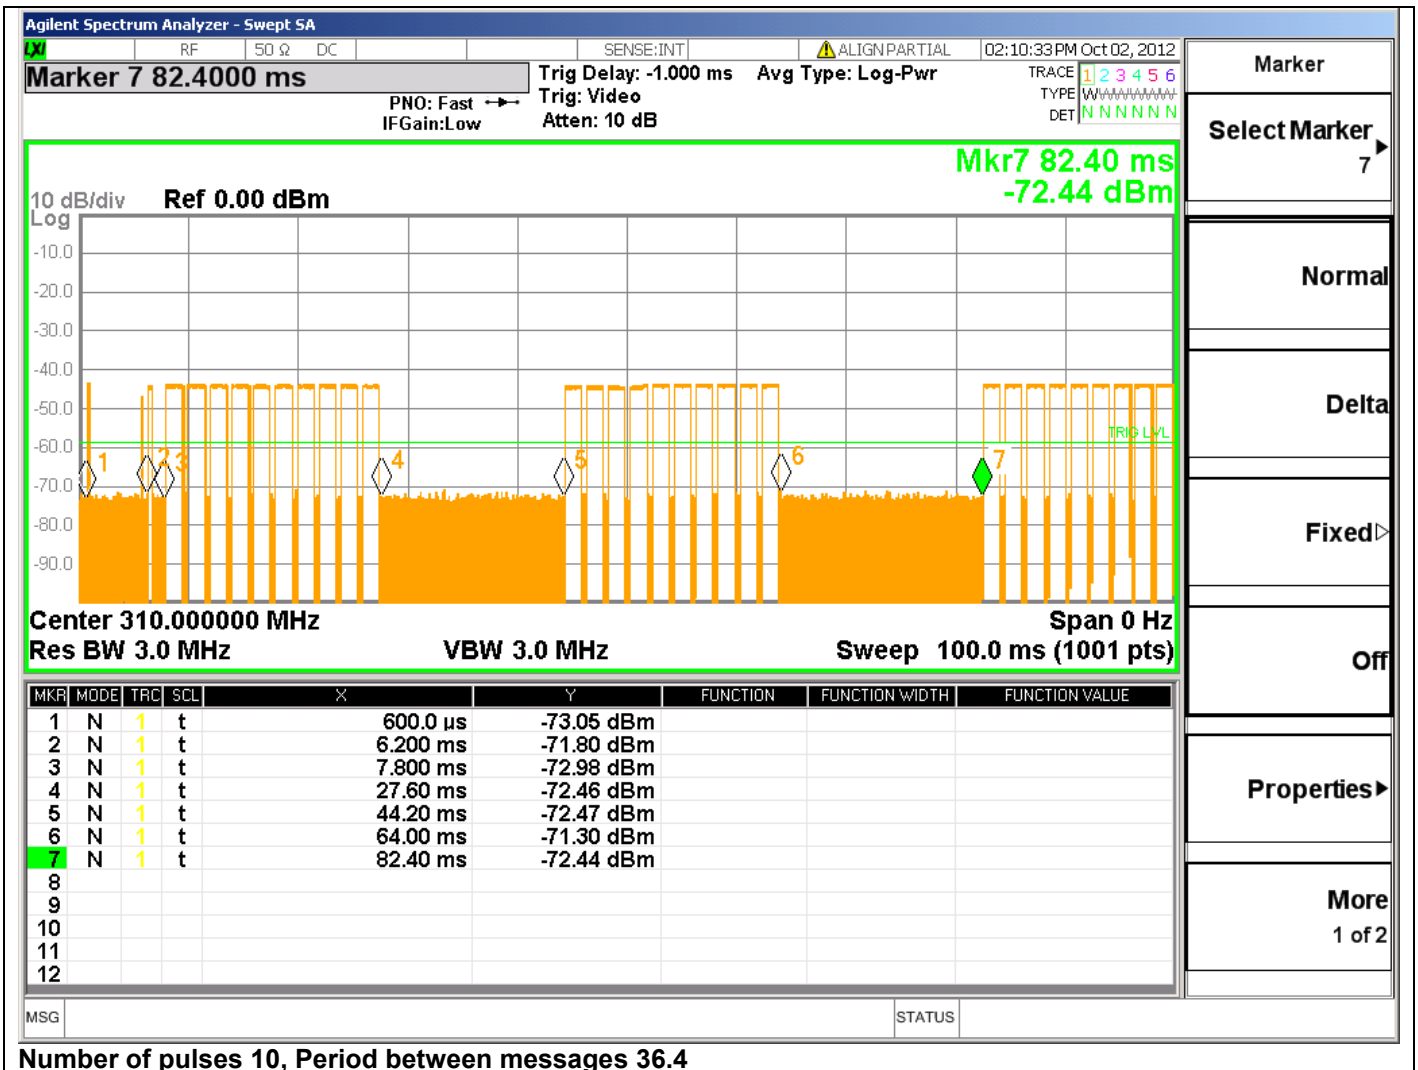 Agilent Spectrum Analyzer - Swept SA
LXI RF 50 Ω DC SENSE:INT ALIGN PARTIAL 02:10:33 PM Oct 02, 2012
Marker 7 82.4000 ms
PNO: Fast
IFGain:Low
Trig Delay: -1.000 ms
Trig: Video
Atten: 10 dB
Avg Type: Log-Pwr
TRACE 1 2 3 4 5 6
TYPE W
DET N N N N N N
Mkr7 82.40 ms
-72.44 dBm
10 dB/div Ref 0.00 dBm
Log
-10.0
-20.0
-30.0
-40.0
-50.0
-60.0
-70.0
-80.0
-90.0
TRIG LVL
1 2 3 4 5 6 7
Center 310.000000 MHz Span 0 Hz
Res BW 3.0 MHz VBW 3.0 MHz Sweep 100.0 ms (1001 pts)
MKR MODE TRC SCL X Y FUNCTION FUNCTION WIDTH FUNCTION VALUE
1 N 1 t 600.0 µs -73.05 dBm
2 N 1 t 6.200 ms -71.80 dBm
3 N 1 t 7.800 ms -72.98 dBm
4 N 1 t 27.60 ms -72.46 dBm
5 N 1 t 44.20 ms -72.47 dBm
6 N 1 t 64.00 ms -71.30 dBm
7 N 1 t 82.40 ms -72.44 dBm
8
9
10
11
12
MSG STATUS
Marker
Select Marker
7
Normal
Delta
Fixed
Off
Properties
More
1 of 2
Number of pulses 10, Period between messages 36.4